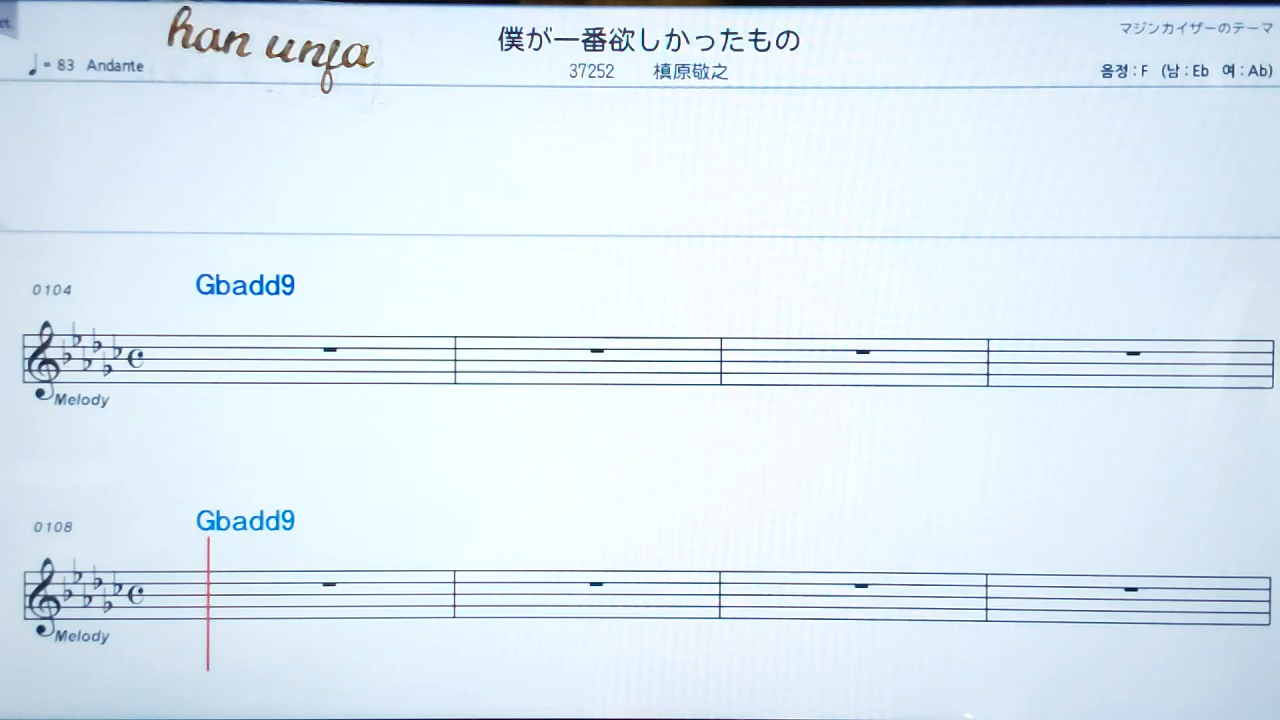 han unfa
僕が一番欲しかったもの
マジンカイザーのテーマ
♩= 83 Andante
37252 槙原敬之
음정 : F (남 : Eb 여 : Ab)
0104
Gbadd9
Melody
0108
Gbadd9
Melody